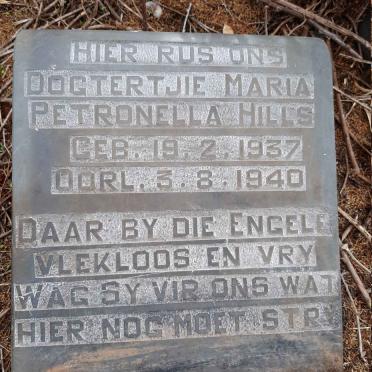 HIER RUS ONS
DOGTERTJIE MARIA
PETRONELLA HILLS
GEB. 19. 2. 1937
OORL. 3. 8. 1940
DAAR BY DIE ENGELE
VLEKLOOS EN VRY
WAG SY VIR ONS WAT
HIER NOG MOET STRY